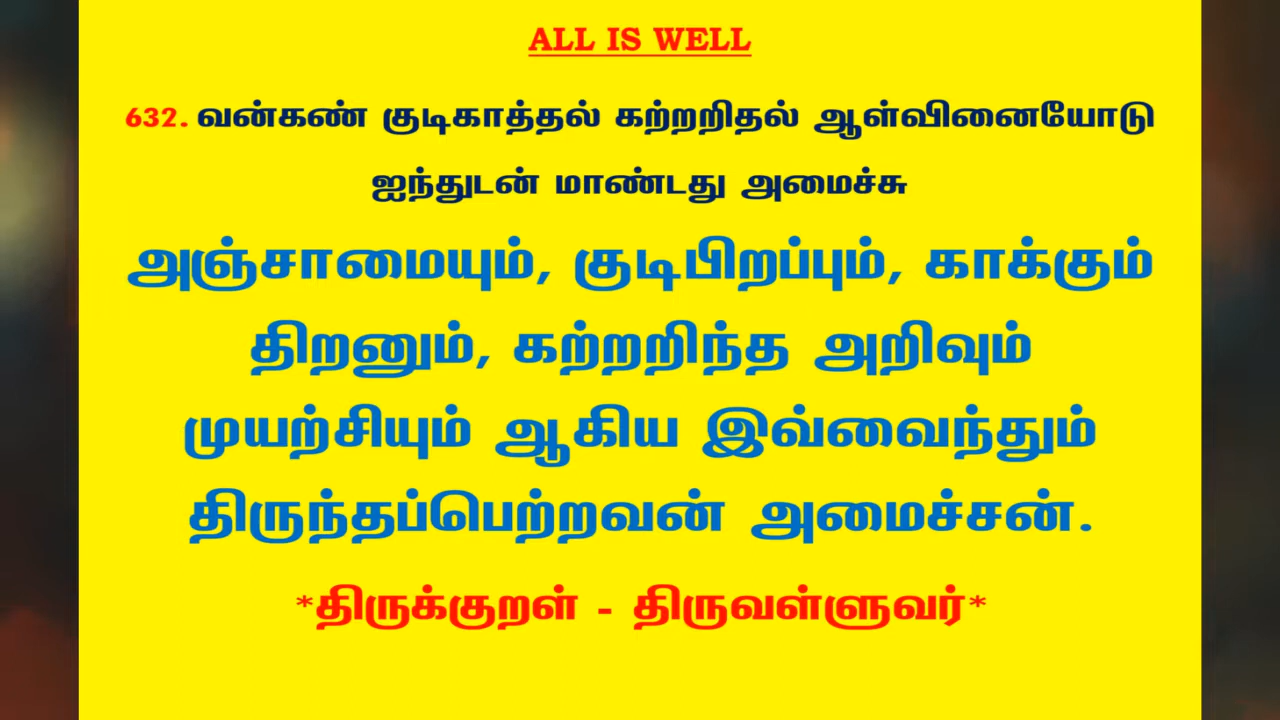 ALL IS WELL
632. வன்கண் குடிகாத்தல் கற்றறிதல் ஆள்வினையோடு
ஐந்துடன் மாண்டது அமைச்சு
அஞ்சாமையும், குடிபிறப்பும், காக்கும்
திறனும், கற்றறிந்த அறிவும்
முயற்சியும் ஆகிய இவ்வைந்தும்
திருந்தப்பெற்றவன் அமைச்சன்.
*திருக்குறள் - திருவள்ளுவர்*